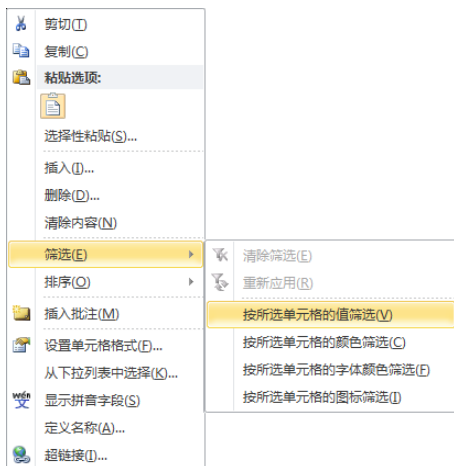 剪切(T)
复制(C)
粘贴选项:
选择性粘贴(S)...
插入(I)...
删除(D)...
清除内容(N)
筛选(E)
排序(O)
插入批注(M)
设置单元格格式(F)...
从下拉列表中选择(K)...
wén 文 显示拼音字段(S)
定义名称(A)...
超链接(I)...
清除筛选(E)
重新应用(R)
按所选单元格的值筛选(V)
按所选单元格的颜色筛选(C)
按所选单元格的字体颜色筛选(F)
按所选单元格的图标筛选(I)